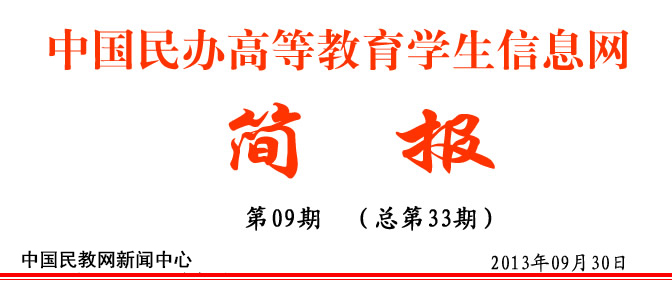 中国民办高等教育学生信息网
简 报
第09期 （总第33期）
中国民教网新闻中心 2013年09月30日